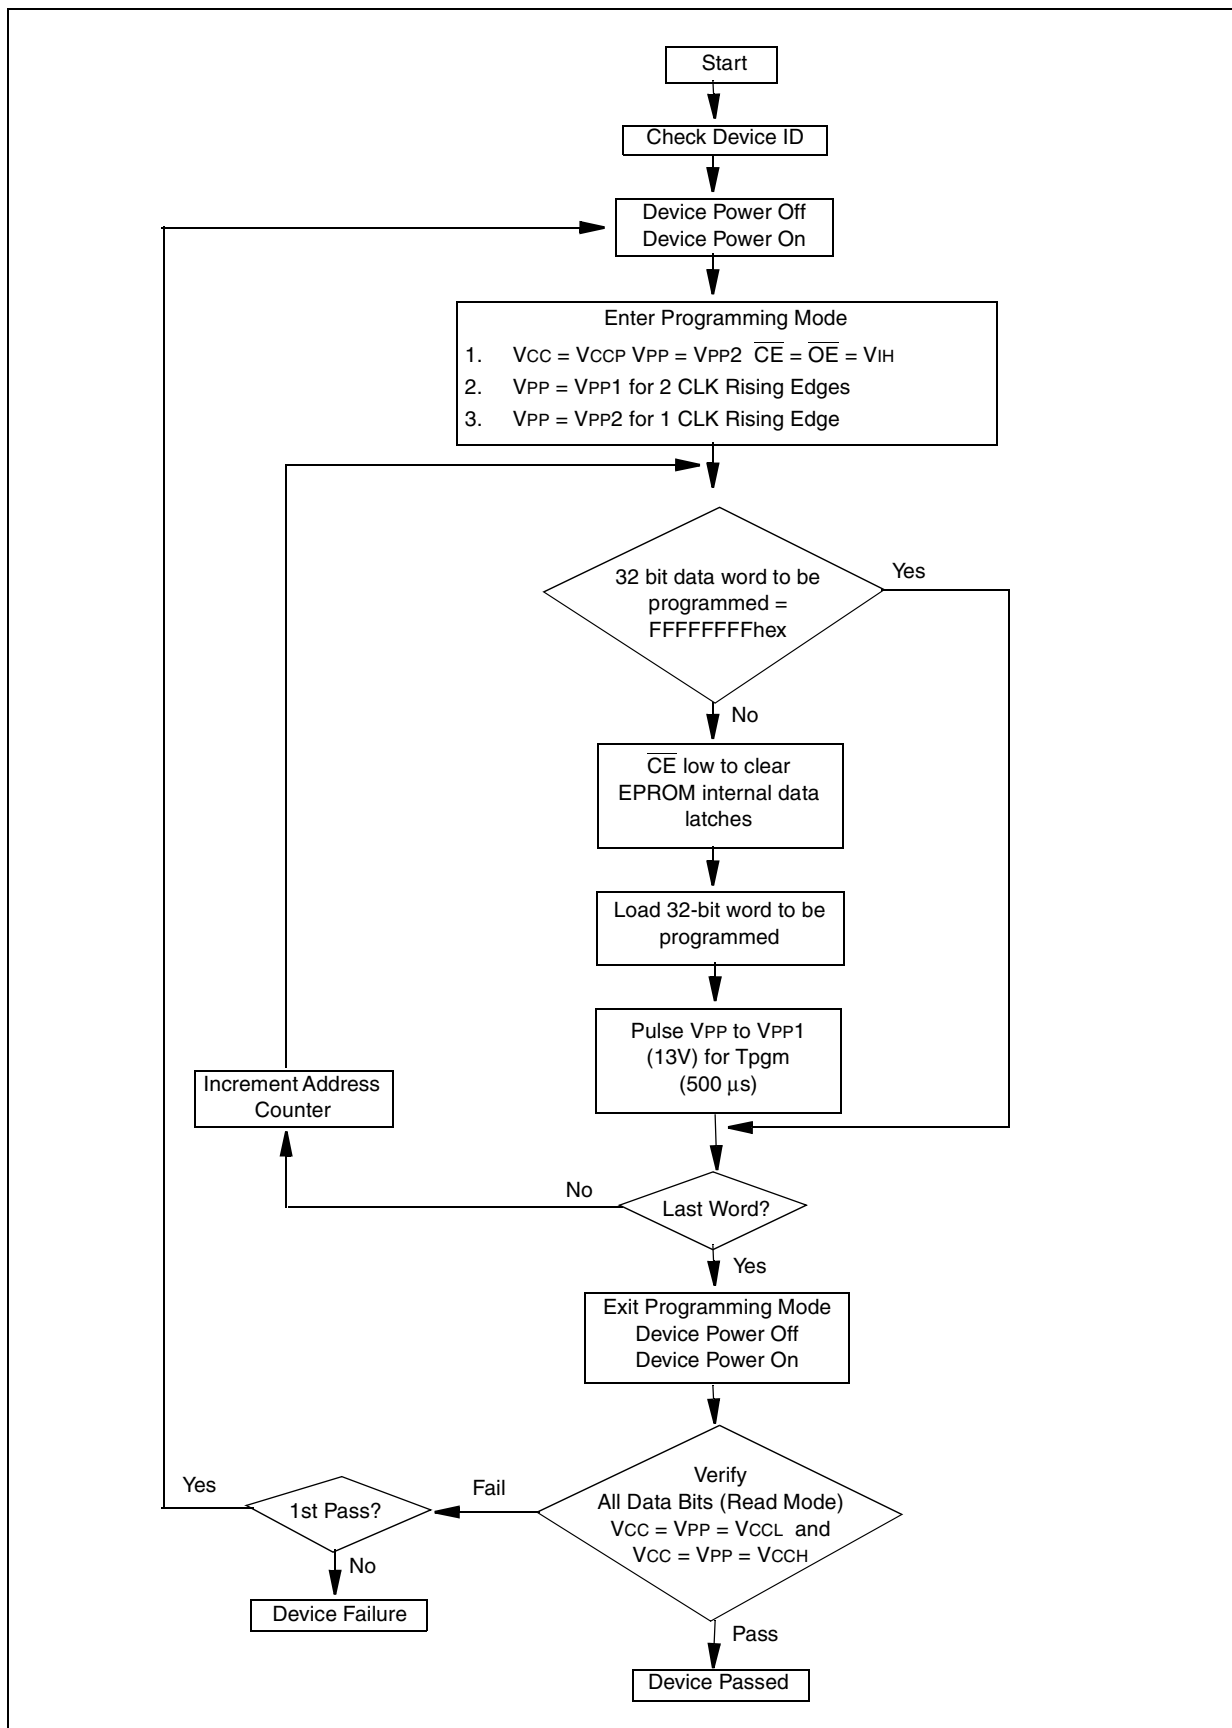 Start
Check Device ID
Device Power Off
Device Power On
Enter Programming Mode
1. VCC = VCCP VPP = VPP2 C̅E̅ = O̅E̅ = VIH
2. VPP = VPP1 for 2 CLK Rising Edges
3. VPP = VPP2 for 1 CLK Rising Edge
32 bit data word to be
programmed =
FFFFFFFFhex
Yes
No
C̅E̅ low to clear
EPROM internal data
latches
Load 32-bit word to be
programmed
Pulse VPP to VPP1
(13V) for Tpgm
(500 µs)
Increment Address
Counter
No
Last Word?
Yes
Exit Programming Mode
Device Power Off
Device Power On
Verify
All Data Bits (Read Mode)
VCC = VPP = VCCL and
VCC = VPP = VCCH
Fail
Yes
1st Pass?
No
Device Failure
Pass
Device Passed